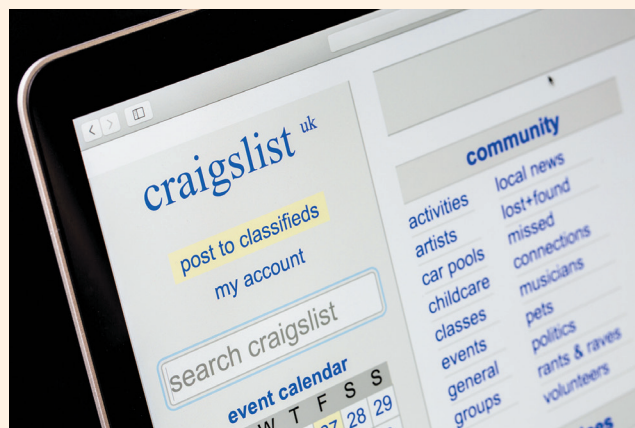 craigslist uk
post to classifieds
my account
search craigslist
event calendar
W T F S S
27 28 29
community
activities
artists
car pools
childcare
classes
events
general
groups
local news
lost+found
missed
connections
musicians
pets
politics
rants & raves
volunteers